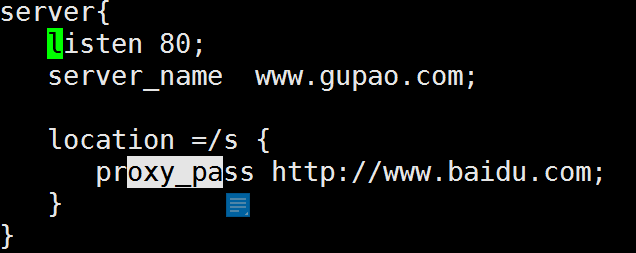 server{
listen 80;
server_name  www.gupao.com;
location =/s {
proxy_pass http://www.baidu.com;
}
}